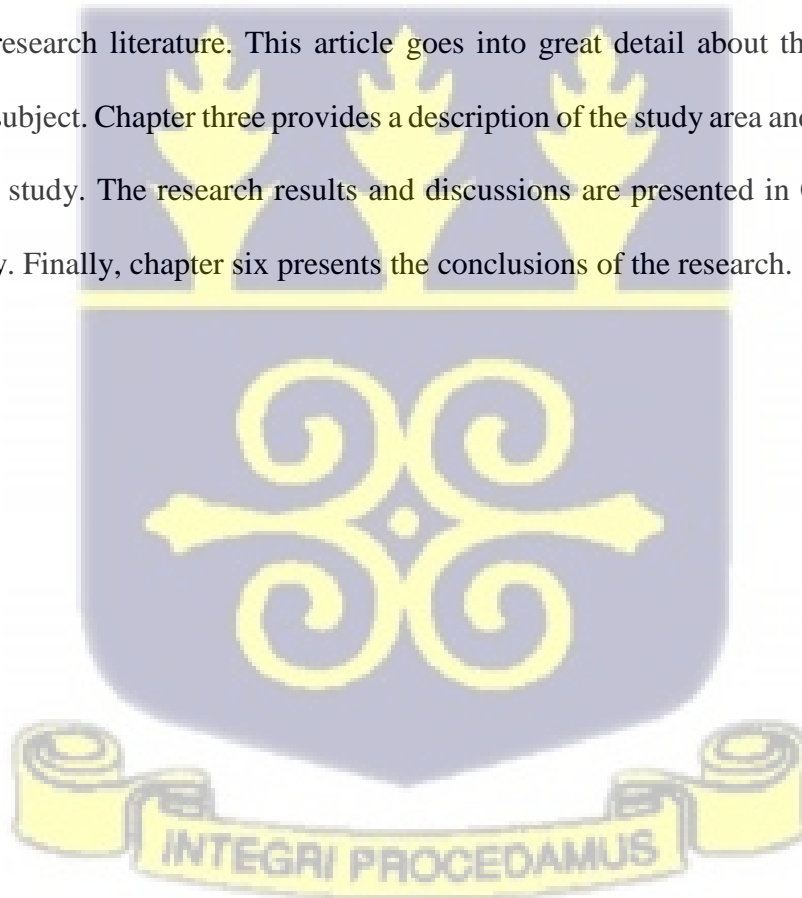 research literature. This article goes into great detail about th
subject. Chapter three provides a description of the study area and
study. The research results and discussions are presented in
y. Finally, chapter six presents the conclusions of the research.
INTEGRI PROCEDAMUS